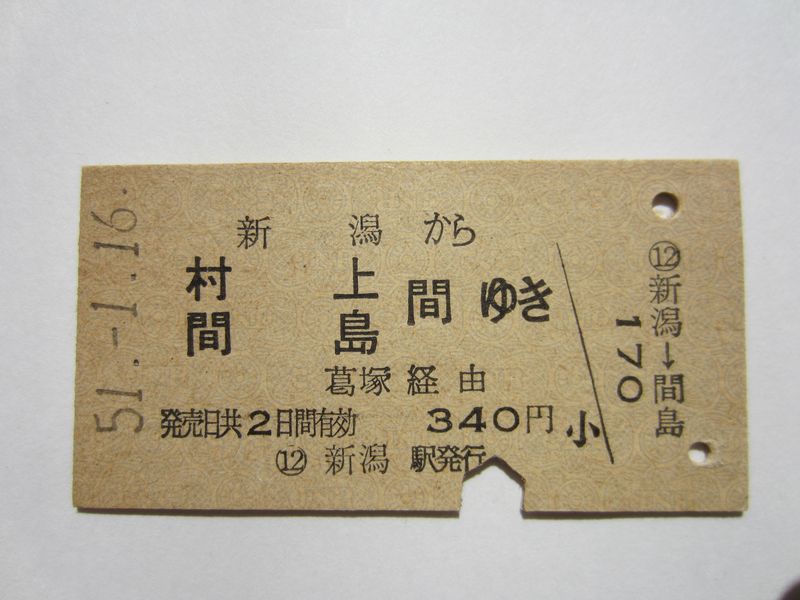 51.-1.16.
新潟から
村上
間島
間ゆき
葛塚経由
発売日共2日間有効 340円
⑫ 新潟駅発行
小
⑫新潟→間島
170